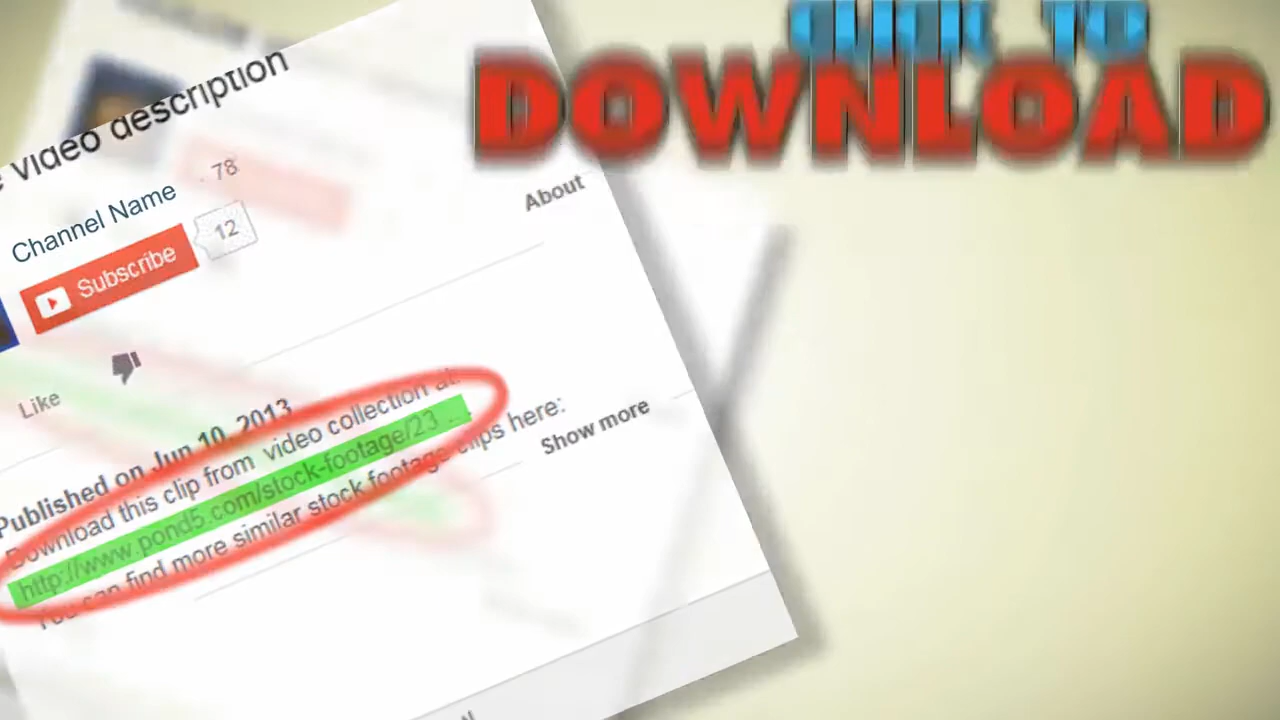 CLICK TO
DOWNLOAD
video description
Channel Name
78
Subscribe
12
About
Like
Published on Jun 10, 2013
Download this clip from video collection at:
http://www.pond5.com/stock-footage/23 ...
You can find more similar stock footage clips here:
Show more